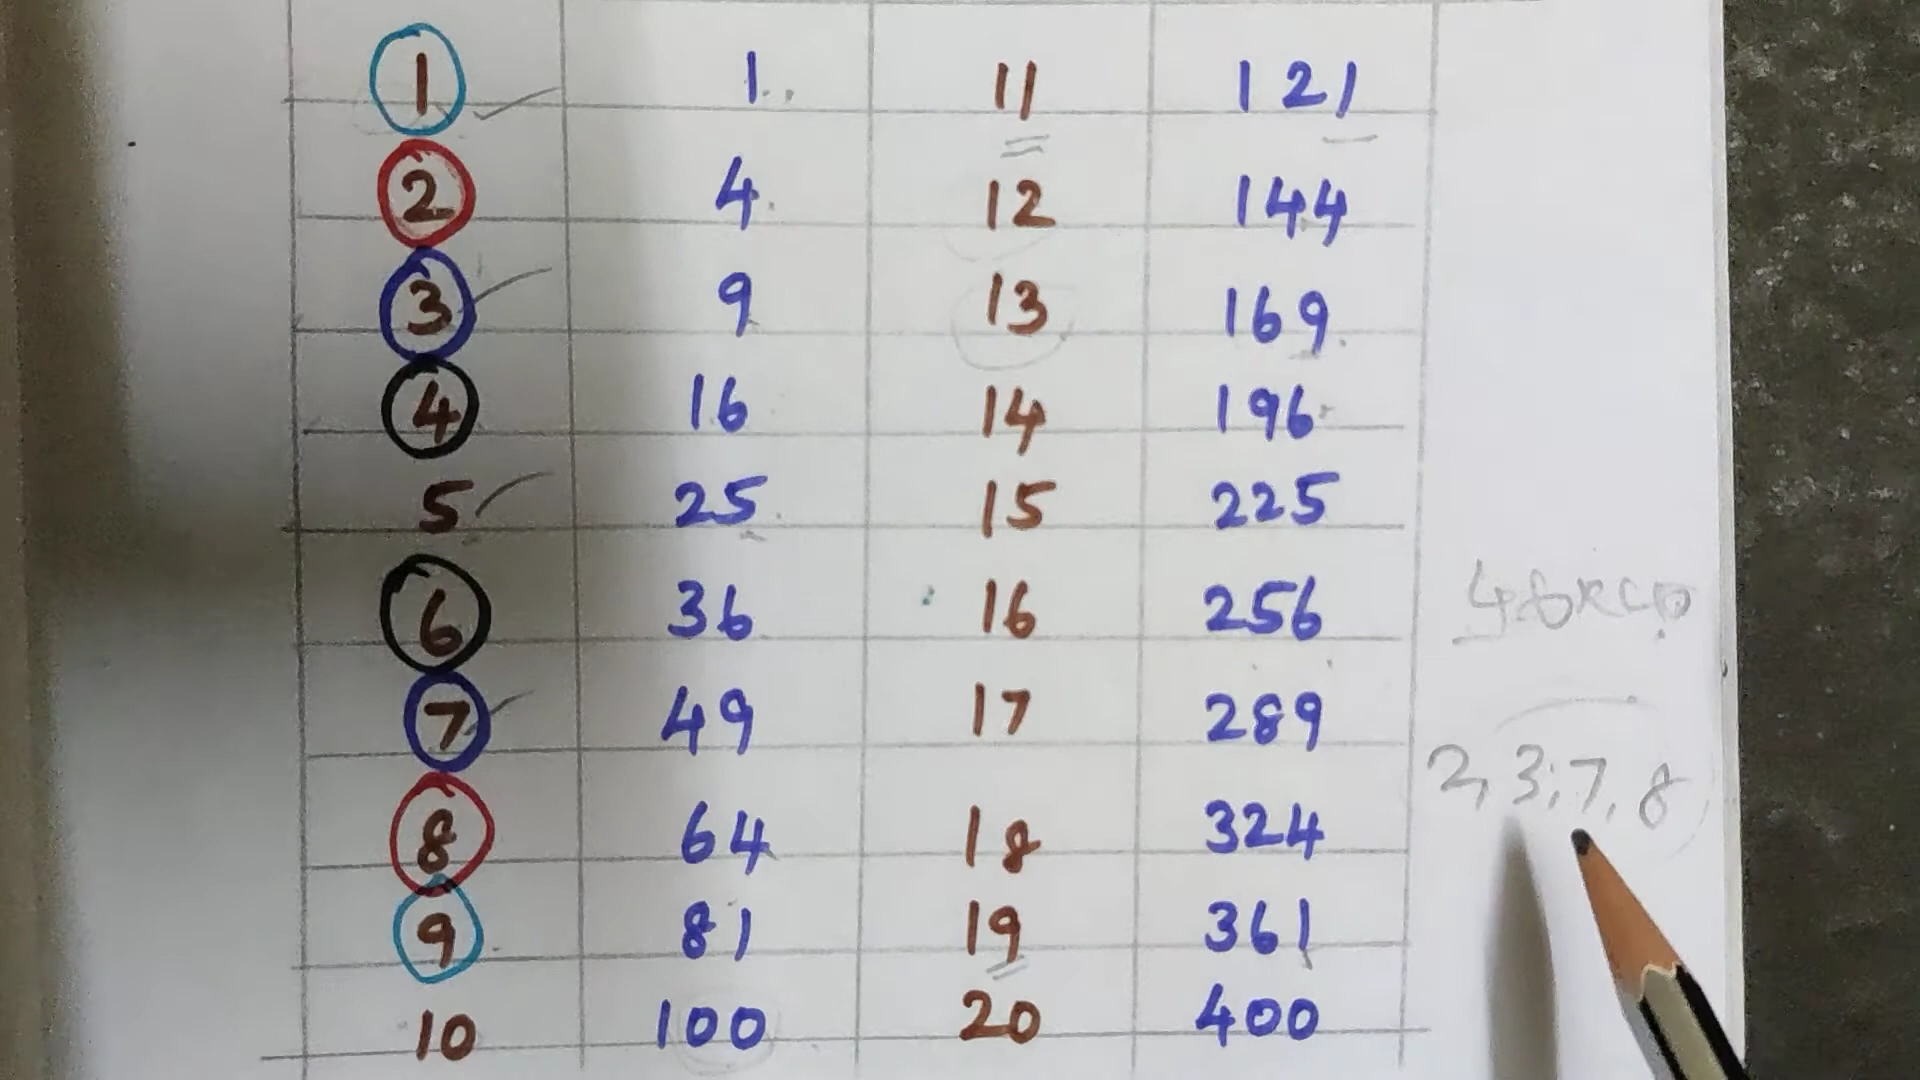 1 1 11 121
2 4 12 144
3 9 13 169
4 16 14 196
5 25 15 225
6 36 16 256
7 49 17 289
2, 3, 7, 8
8 64 18 324
9 81 19 361
10 100 20 400